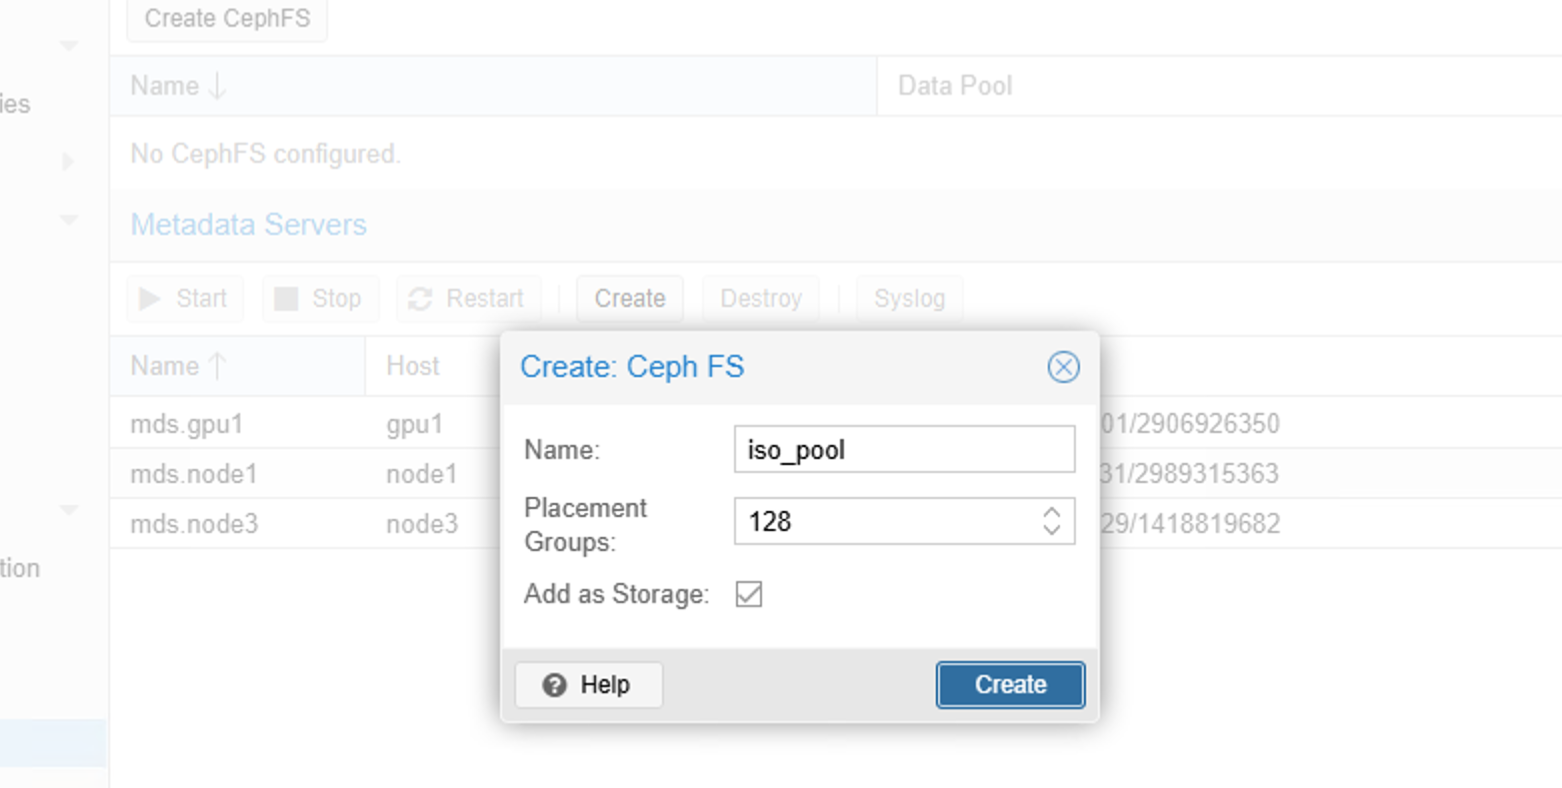 Create CephFS
Name Data Pool
ies
No CephFS configured.
Metadata Servers
Start Stop Restart Create Destroy Syslog
Name Host
mds.gpu1 gpu1 01/2906926350
mds.node1 node1 31/2989315363
mds.node3 node3 29/1418819682
tion
Create: Ceph FS
Name: iso_pool
Placement
Groups: 128
Add as Storage:
Help Create